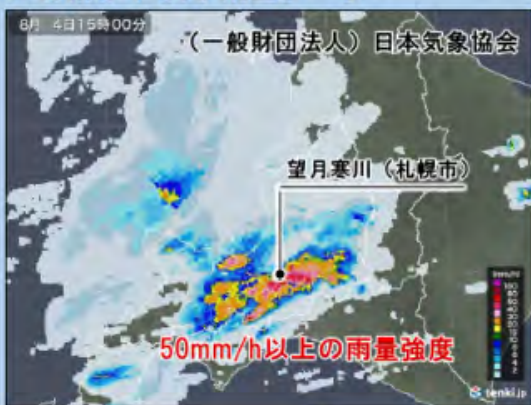 8月 4日15時00分
（一般財団法人）日本気象協会
望月寒川（札幌市）
50mm/h以上の雨量強度
mm/h
tenki.jp